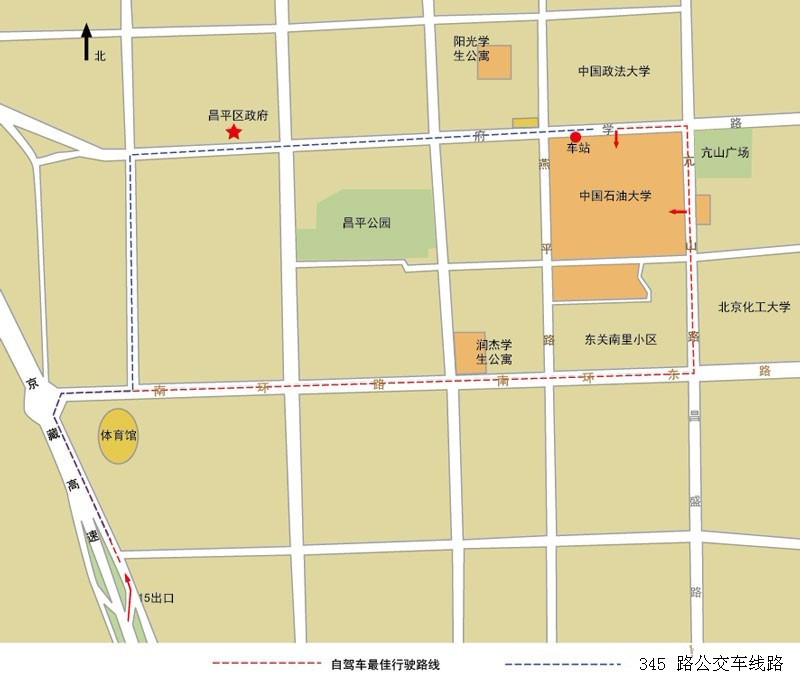 北
阳光学
生公寓
中国政法大学
昌平区政府
府
学
路
车站
燕
平
路
亢
山
路
亢山广场
中国石油大学
昌平公园
北京化工大学
东关南里小区
润杰学
生公寓
南
环
路
南
环
东
路
京
藏
高
速
体育馆
昌
盛
路
15出口
自驾车最佳行驶路线
345 路公交车线路